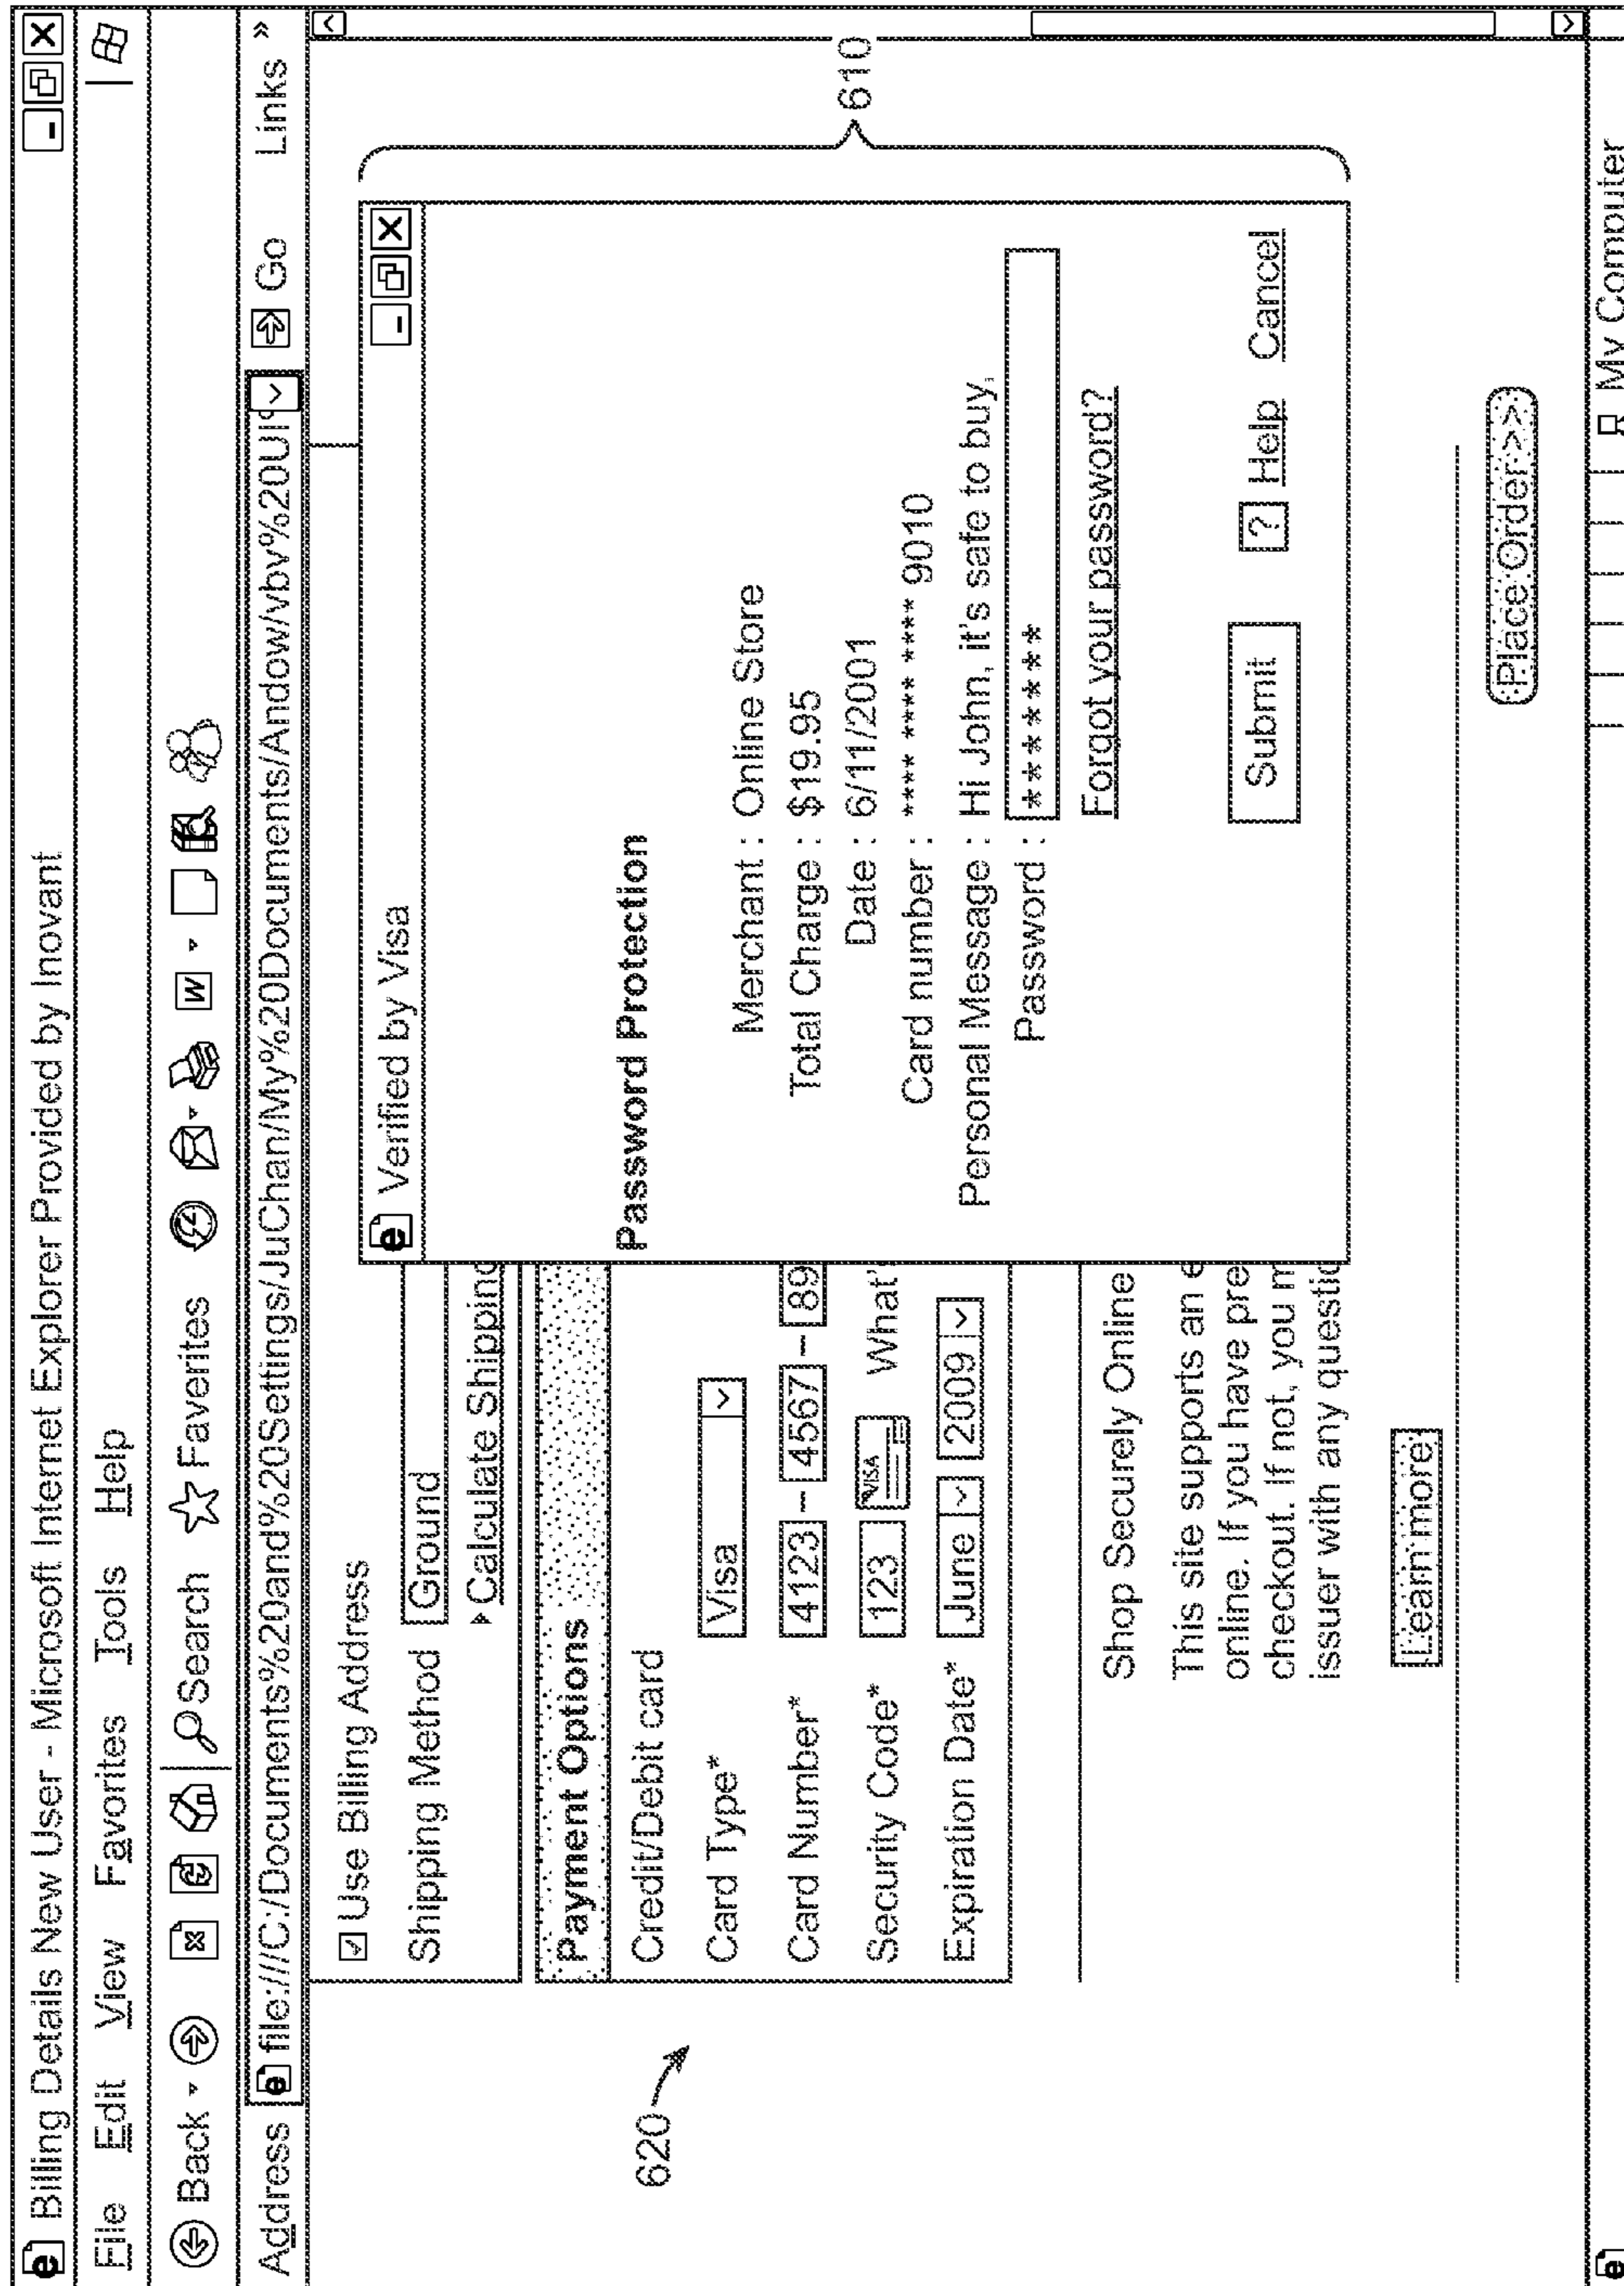 Billing Details New User - Microsoft Internet Explorer Provided by Inovant
File Edit View Favorites Tools Help
Back Search Faverites W
Address file:///C:/Documents%20and%20Settings/JuChan/My%20Documents/Andow/vbv%20UI Go Links »
Use Billing Address
Shipping Method Ground
Calculate Shipping
Payment Options
Credit/Debit card
Card Type* Visa
Card Number* 4123 - 4567 - 89
Security Code* 123 VISA What'
Expiration Date* June 2009
Shop Securely Online
This site supports an e
online. If you have pre
checkout. If not, you m
issuer with any questic
Learn more
Verified by Visa
Password Protection
Merchant : Online Store
Total Charge : $19.95
Date : 6/11/2001
Card number : **** **** **** 9010
Personal Message : Hi John, it's safe to buy,
Password : ********
Forgot your password?
Submit ? Help Cancel
610
620
Place Order >>
My Computer